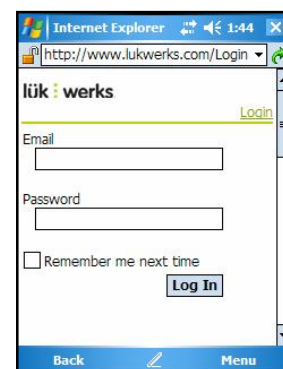 Internet Explorer 1:44
http://www.lukwerks.com/Login
lük werks
Login
Email
Password
Remember me next time
Log In
Back Menu